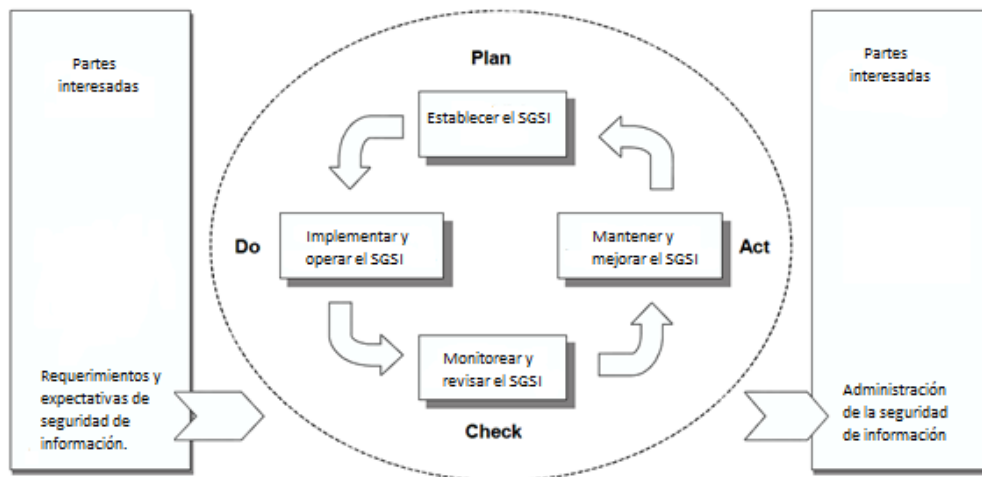 Partes
interesadas
Requerimientos y
expectativas de
seguridad de
información.
Plan
Establecer el SGSI
Do
Implementar y
operar el SGSI
Mantener y
mejorar el SGSI
Act
Monitorear y
revisar el SGSI
Check
Partes
interesadas
Administración
de la seguridad
de información